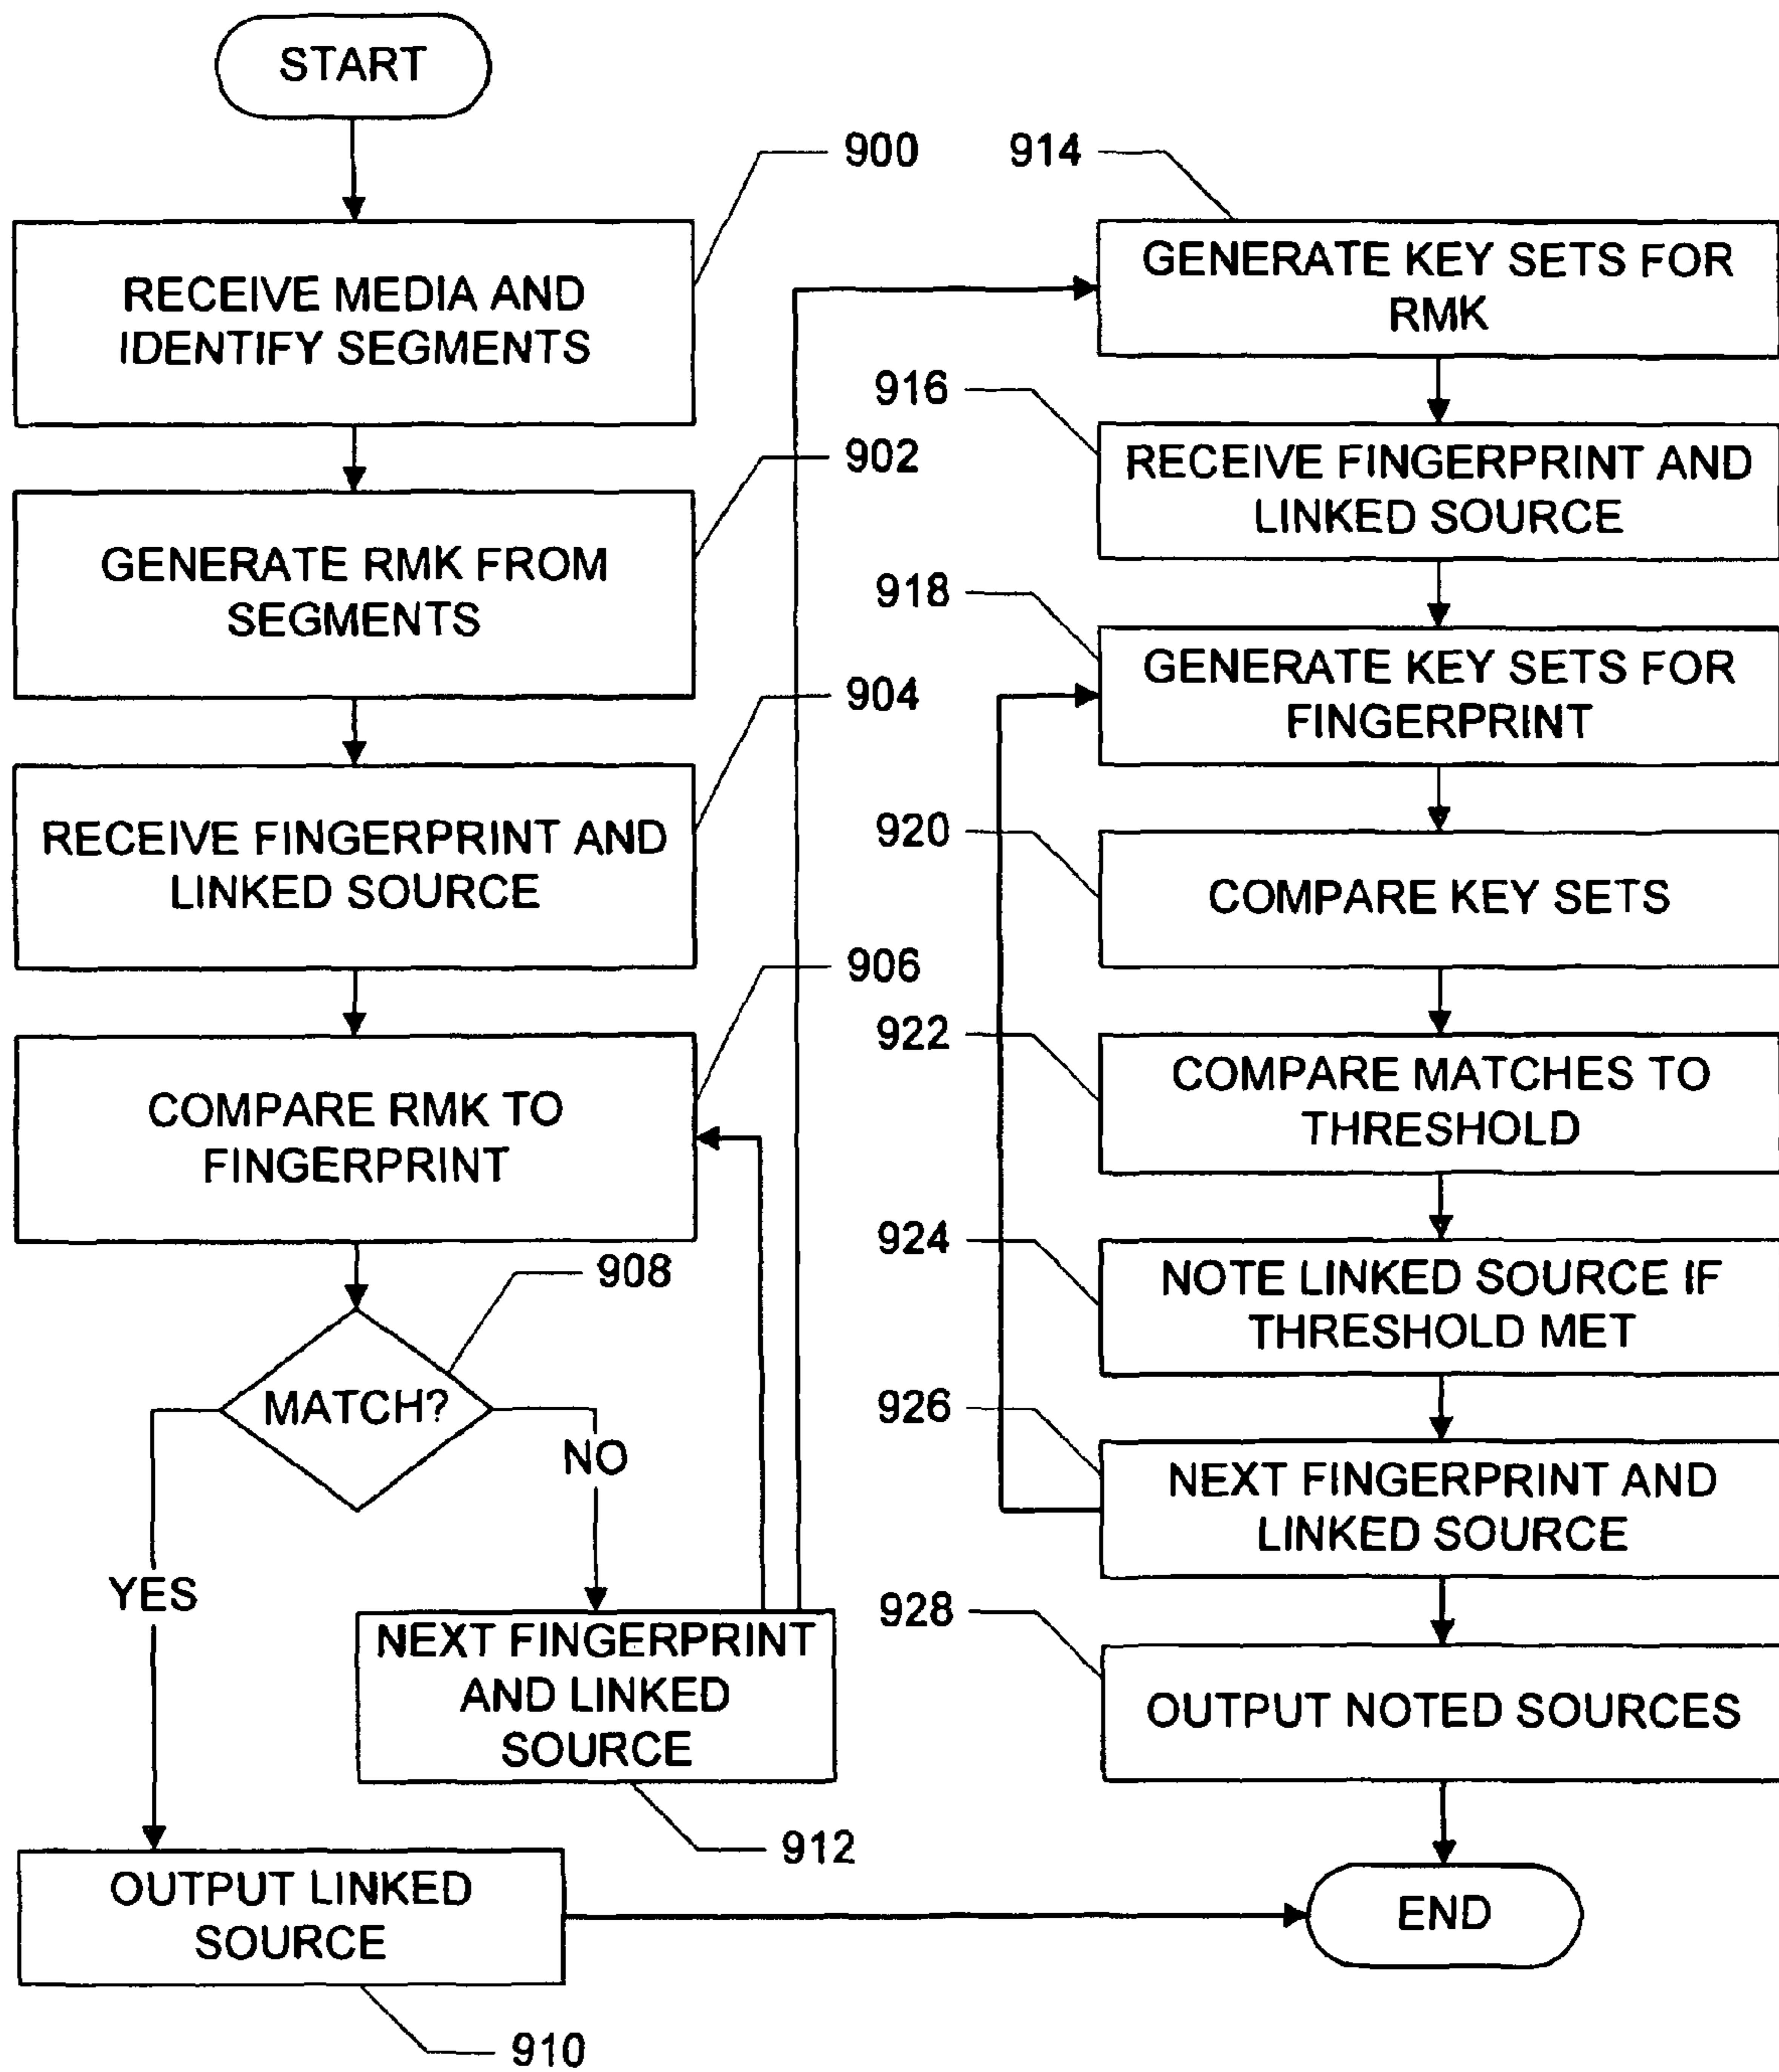 START
900
RECEIVE MEDIA AND
IDENTIFY SEGMENTS
902
GENERATE RMK FROM
SEGMENTS
904
RECEIVE FINGERPRINT AND
LINKED SOURCE
906
COMPARE RMK TO
FINGERPRINT
908
MATCH?
NO
YES
NEXT FINGERPRINT
AND LINKED
SOURCE
912
OUTPUT LINKED
SOURCE
910
914
GENERATE KEY SETS FOR
RMK
916
RECEIVE FINGERPRINT AND
LINKED SOURCE
918
GENERATE KEY SETS FOR
FINGERPRINT
920
COMPARE KEY SETS
922
COMPARE MATCHES TO
THRESHOLD
924
NOTE LINKED SOURCE IF
THRESHOLD MET
926
NEXT FINGERPRINT AND
LINKED SOURCE
928
OUTPUT NOTED SOURCES
END